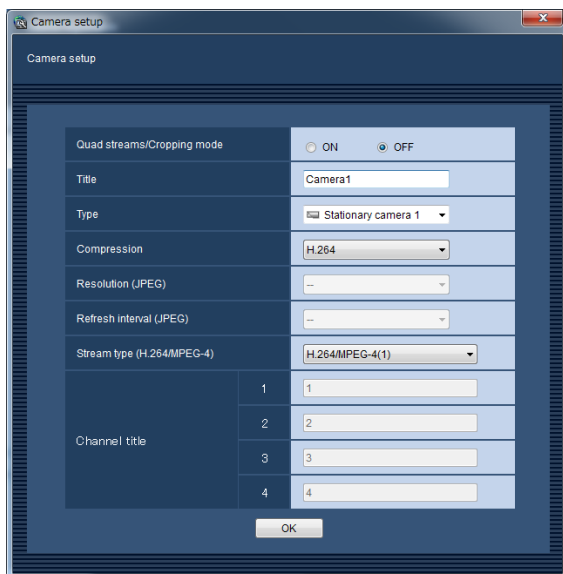 Camera setup
Camera setup
Quad streams/Cropping mode ON OFF
Title Camera1
Type Stationary camera 1
Compression H.264
Resolution (JPEG) --
Refresh interval (JPEG) --
Stream type (H.264/MPEG-4) H.264/MPEG-4(1)
Channel title
1 1
2 2
3 3
4 4
OK